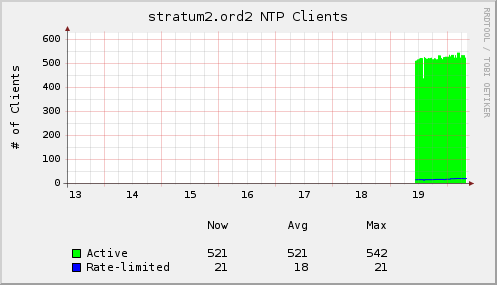 stratum2.ord2 NTP Clients
RRDTOOL / TOBI OETIKER
# of Clients
600
500
400
300
200
100
0
13 14 15 16 17 18 19
Now Avg Max
Active 521 521 542
Rate-limited 21 18 21